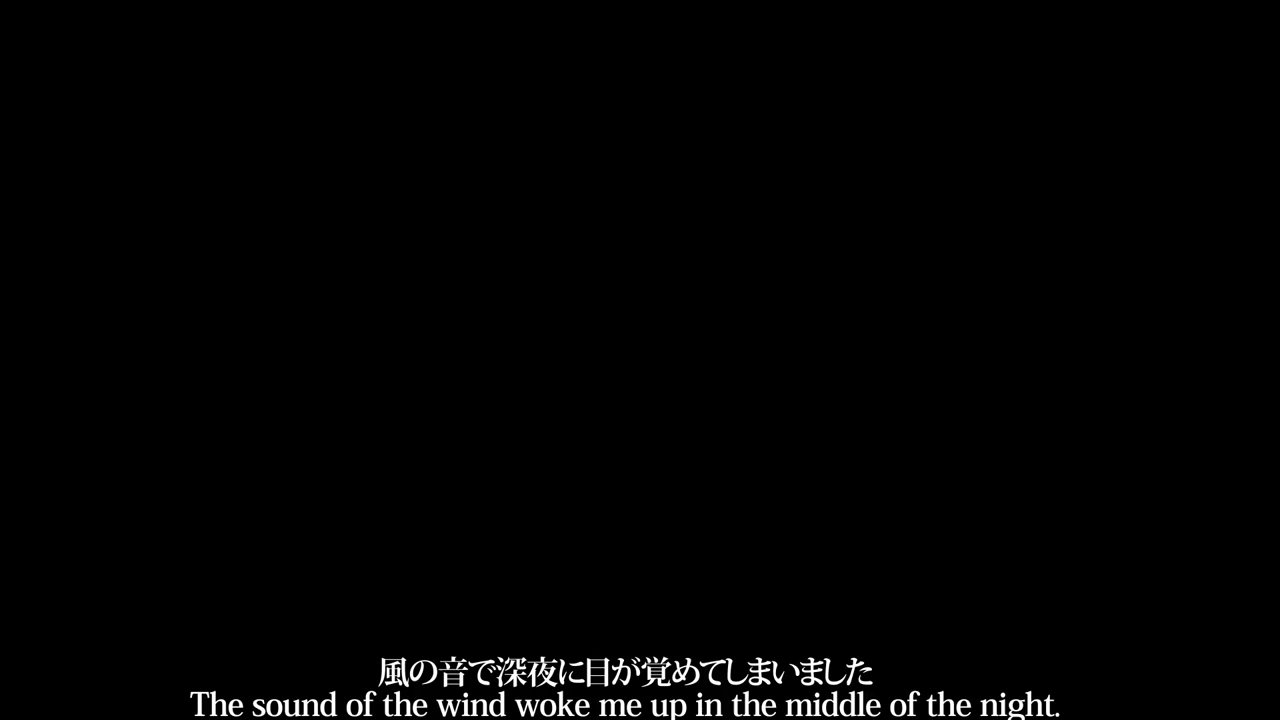 風の音で深夜に目が覚めてしまいました
The sound of the wind woke me up in the middle of the night.